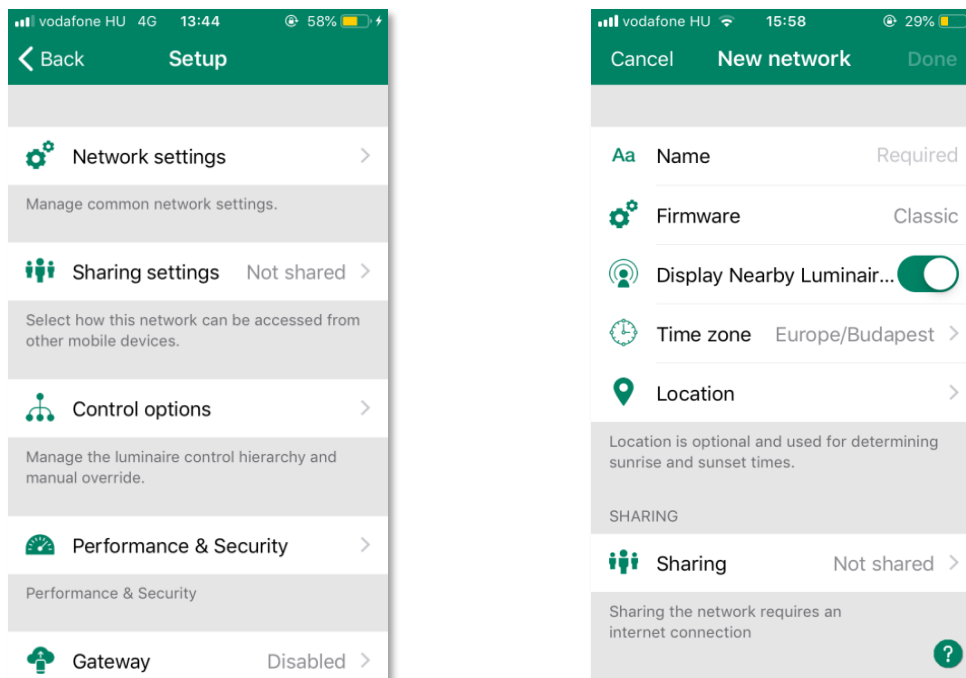 vodafone HU 4G 13:44 58%
Back Setup
Network settings
Manage common network settings.
Sharing settings Not shared
Select how this network can be accessed from
other mobile devices.
Control options
Manage the luminaire control hierarchy and
manual override.
Performance & Security
Performance & Security
Gateway Disabled
vodafone HU 15:58 29%
Cancel New network Done
Aa Name Required
Firmware Classic
Display Nearby Luminair...
Time zone Europe/Budapest
Location
Location is optional and used for determining
sunrise and sunset times.
SHARING
Sharing Not shared
Sharing the network requires an
internet connection
?